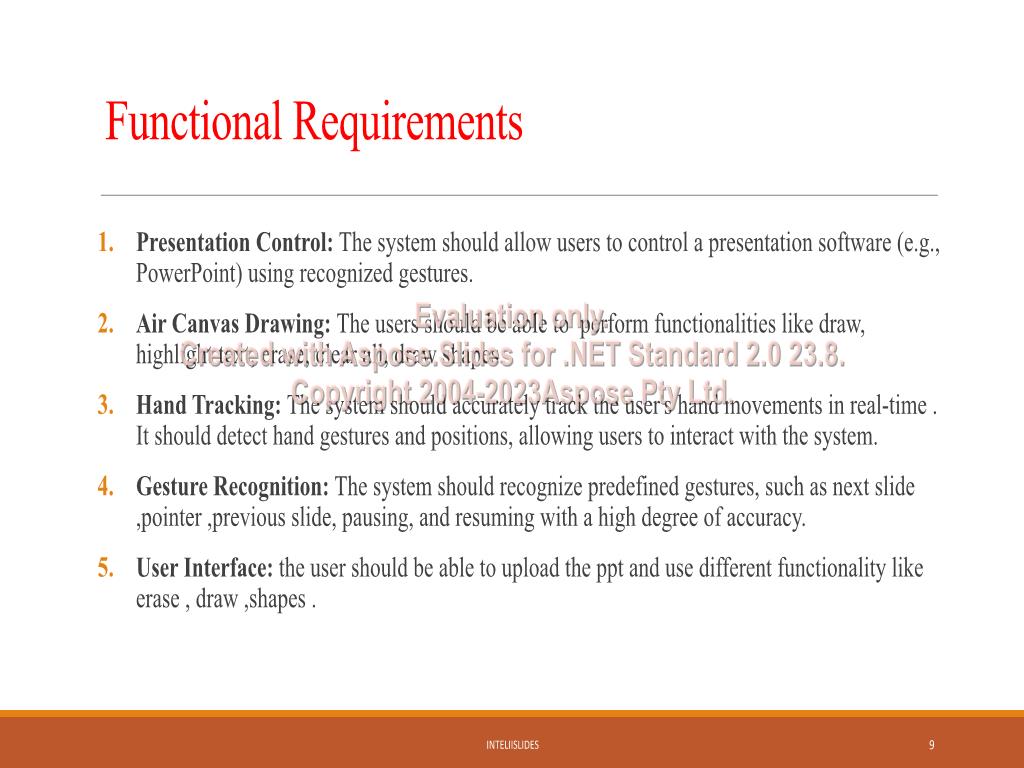 Functional Requirements
1. Presentation Control: The system should allow users to control a presentation software (e.g.,
PowerPoint) using recognized gestures.
Evaluation only.
2. Air Canvas Drawing: The users should be able to perform functionalities like draw,
highlight text, erase, clear all, draw shapes.
Created with Aspose.Slides for .NET Standard 2.0 23.8.
Copyright 2004-2023Aspose Pty Ltd.
3. Hand Tracking: The system should accurately track the user's hand movements in real-time .
It should detect hand gestures and positions, allowing users to interact with the system.
4. Gesture Recognition: The system should recognize predefined gestures, such as next slide
,pointer ,previous slide, pausing, and resuming with a high degree of accuracy.
5. User Interface: the user should be able to upload the ppt and use different functionality like
erase , draw ,shapes .
INTELIISLIDES
9